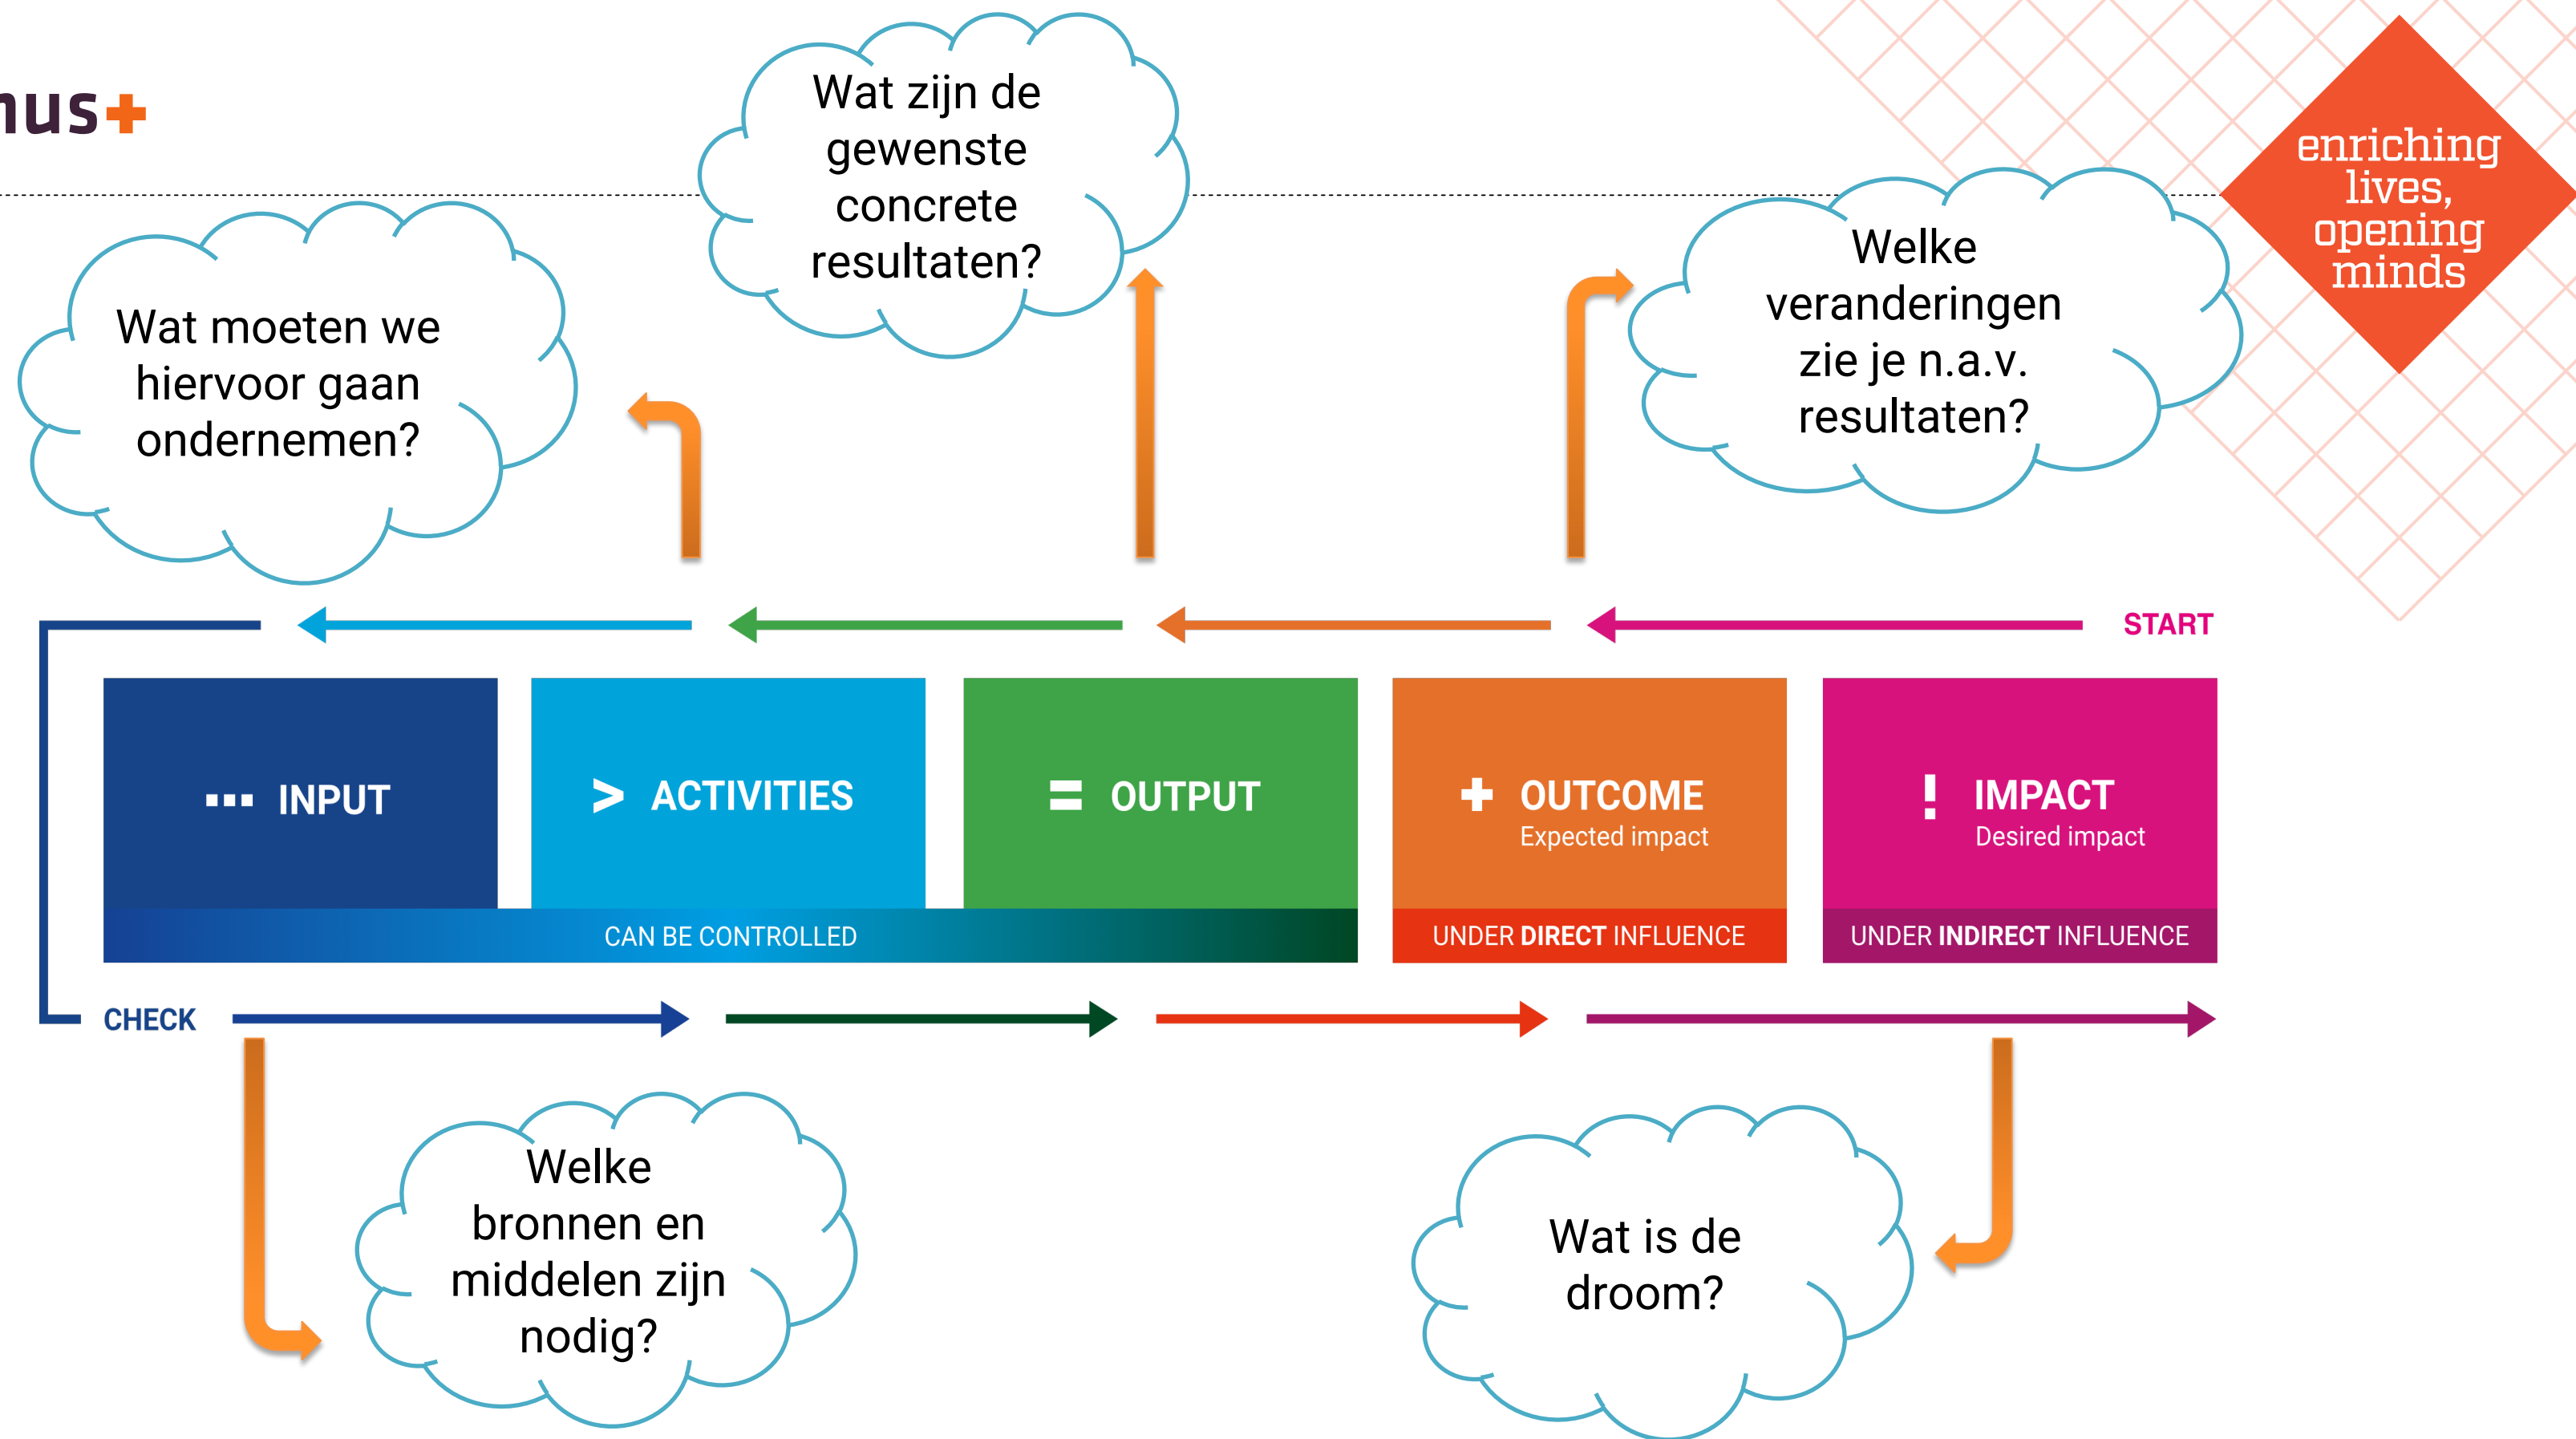 nus+
enriching
lives,
opening
minds
Wat zijn de
gewenste
concrete
resultaten?
Wat moeten we
hiervoor gaan
ondernemen?
Welke
veranderingen
zie je n.a.v.
resultaten?
START
... INPUT
> ACTIVITIES
= OUTPUT
+ OUTCOME
Expected impact
! IMPACT
Desired impact
CAN BE CONTROLLED
UNDER DIRECT INFLUENCE
UNDER INDIRECT INFLUENCE
CHECK
Welke
bronnen en
middelen zijn
nodig?
Wat is de
droom?